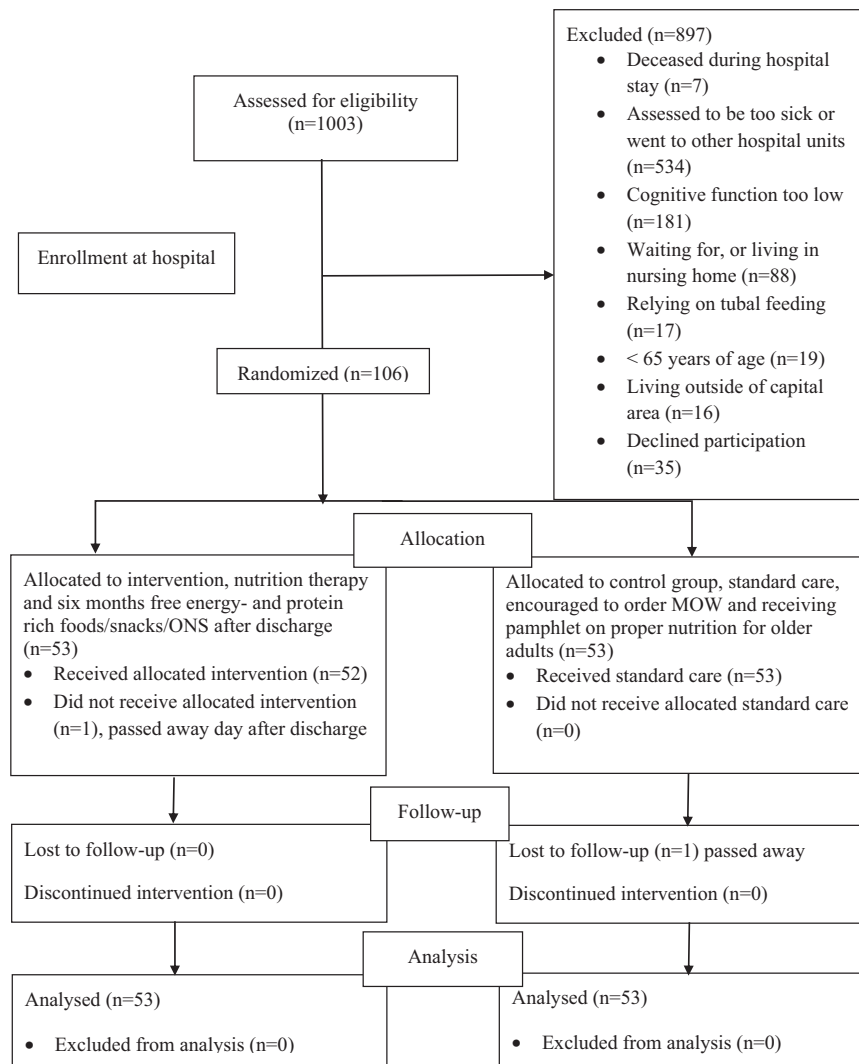 Assessed for eligibility
(n=1003)
Excluded (n=897)
• Deceased during hospital
stay (n=7)
• Assessed to be too sick or
went to other hospital units
(n=534)
• Cognitive function too low
(n=181)
• Waiting for, or living in
nursing home (n=88)
• Relying on tubal feeding
(n=17)
• < 65 years of age (n=19)
• Living outside of capital
area (n=16)
• Declined participation
(n=35)
Enrollment at hospital
Randomized (n=106)
Allocation
Allocated to intervention, nutrition therapy
and six months free energy- and protein
rich foods/snacks/ONS after discharge
(n=53)
• Received allocated intervention (n=52)
• Did not receive allocated intervention
(n=1), passed away day after discharge
Allocated to control group, standard care,
encouraged to order MOW and receiving
pamphlet on proper nutrition for older
adults (n=53)
• Received standard care (n=53)
• Did not receive allocated standard care
(n=0)
Follow-up
Lost to follow-up (n=0)
Discontinued intervention (n=0)
Lost to follow-up (n=1) passed away
Discontinued intervention (n=0)
Analysis
Analysed (n=53)
• Excluded from analysis (n=0)
Analysed (n=53)
• Excluded from analysis (n=0)